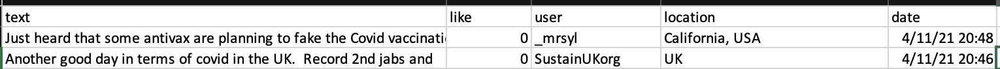 text like user location date
Just heard that some antivax are planning to fake the Covid vaccinati 0 _mrsyl California, USA 4/11/21 20:48
Another good day in terms of covid in the UK.  Record 2nd jabs and 0 SustainUKorg UK 4/11/21 20:46